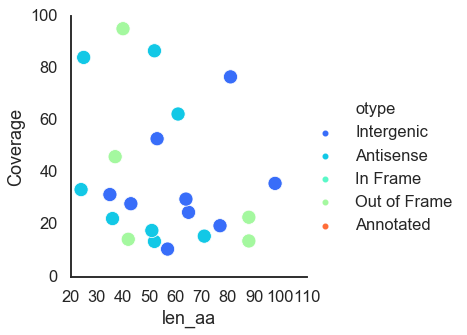 100
80
60
40
20
0
Coverage
20 30 40 50 60 70 80 90 100 110
len_aa
otype
Intergenic
Antisense
In Frame
Out of Frame
Annotated